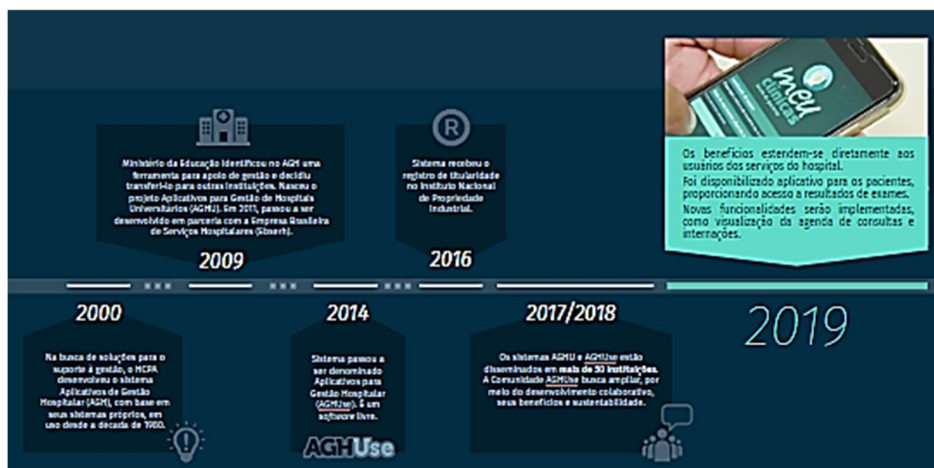 meu
clínicas
Ministério da Educação identificou no AGH uma
ferramenta para apoio de gestão e decidiu
transferi-lo para outras instituições. Nasceu o
projeto Aplicativos para Gestão de Hospitais
Universitários (AGHU). Em 2011, passou a ser
desenvolvido em parceria com a Empresa Brasileira
de Serviços Hospitalares (Ebserh).
2009
R
Sistema recebeu o
registro de titularidade
no Instituto Nacional
de Propriedade
Industrial.
2016
Os benefícios estendem-se diretamente aos
usuários dos serviços do hospital.
Foi disponibilizado aplicativo para os pacientes,
proporcionando acesso a resultados de exames.
Novas funcionalidades serão implementadas,
como visualização da agenda de consultas e
internações.
2000
Na busca de soluções para o
suporte à gestão, o HCPA
desenvolveu o sistema
Aplicativos de Gestão
Hospitalar (AGH), com base em
seus sistemas próprios, em
uso desde a década de 1980.
2014
Sistema passou a
ser denominado
Aplicativos para
Gestão Hospitalar
(AGHUse). É um
software livre.
AGHUse
2017/2018
Os sistemas AGHU e AGHUse estão
disseminados em mais de 50 instituições.
A Comunidade AGHUse busca ampliar, por
meio do desenvolvimento colaborativo,
seus benefícios e sustentabilidade.
2019